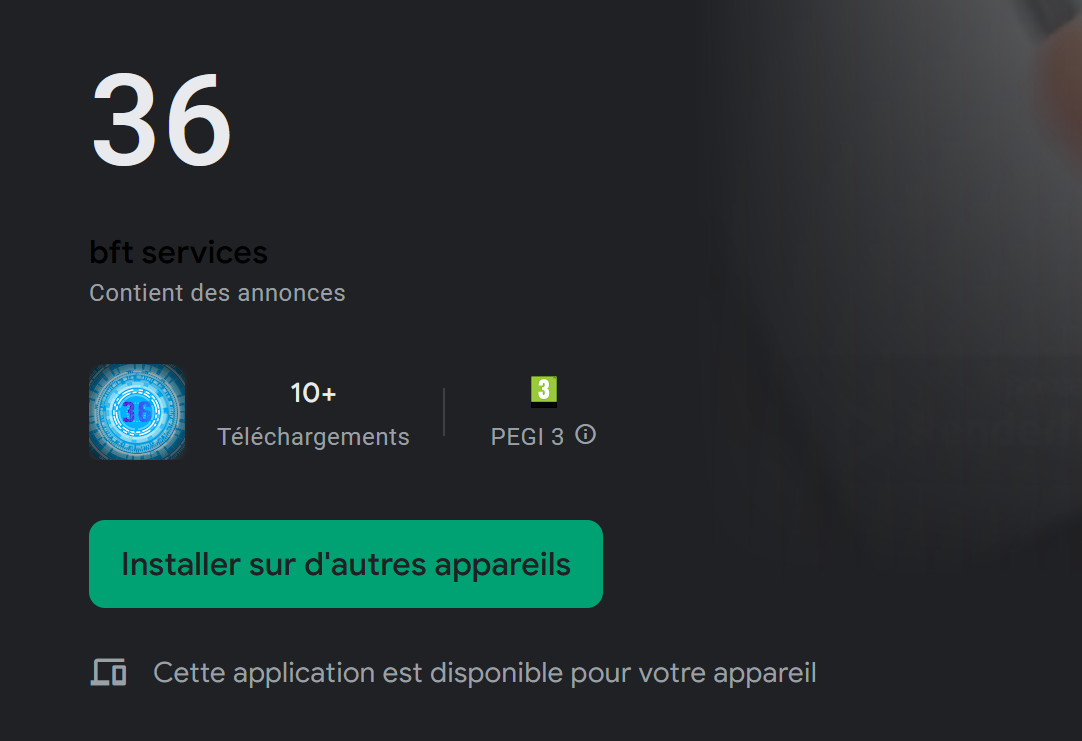 36
bft services
Contient des annonces
36
10+
Téléchargements
3
PEGI 3
Installer sur d'autres appareils
Cette application est disponible pour votre appareil